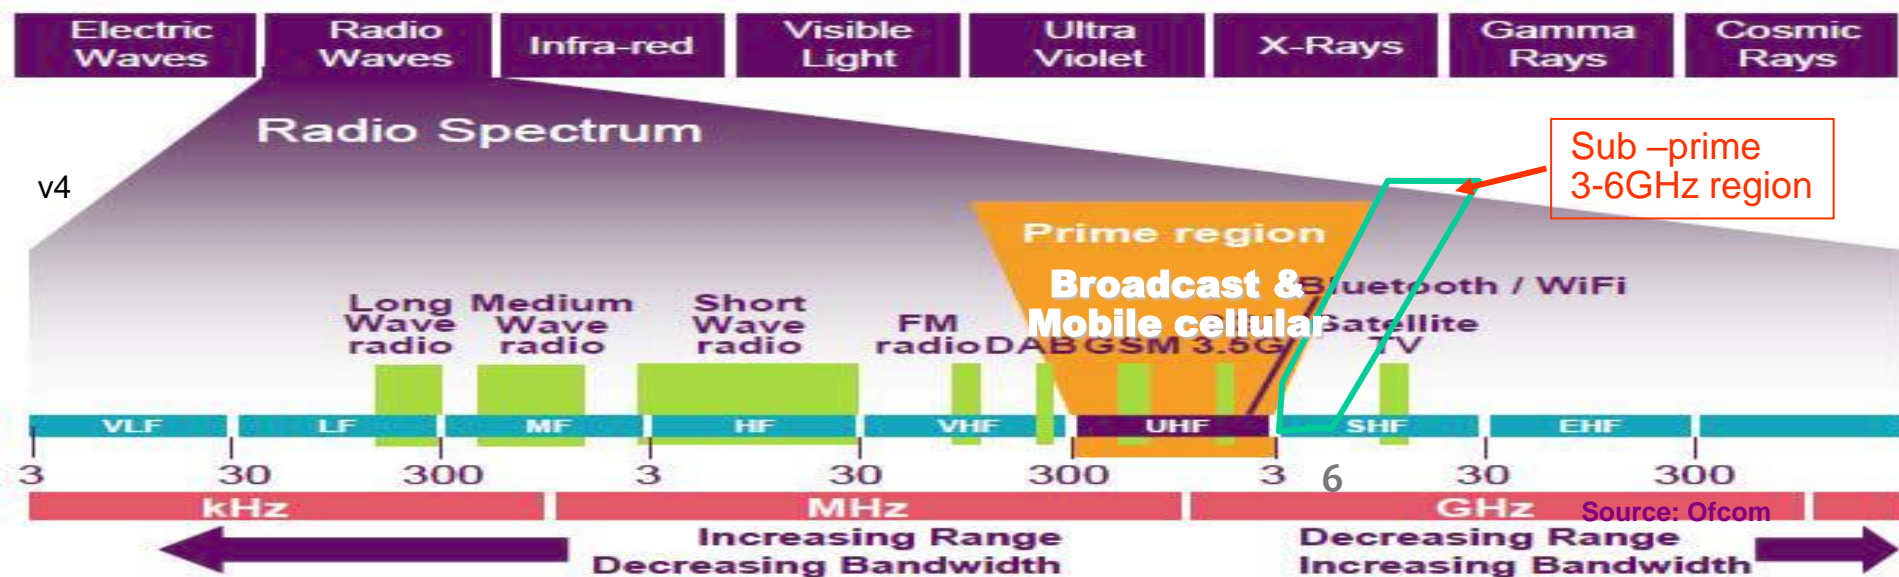 Electric
Waves
Radio
Waves
Infra-red
Visible
Light
Ultra
Violet
X-Rays
Gamma
Rays
Cosmic
Rays
Radio Spectrum
Sub –prime
3-6GHz region
v4
Prime region
Broadcast &
Mobile cellular
Bluetooth / WiFi
Satellite
TV
Long
Wave
radio
Medium
Wave
radio
Short
Wave
radio
FM
radio
DAB
GSM
3.5G
VLF
LF
MF
HF
VHF
UHF
SHF
EHF
3
30
300
3
30
300
3
6
30
300
kHz
MHz
GHz
Source: Ofcom
Increasing Range
Decreasing Bandwidth
Decreasing Range
Increasing Bandwidth